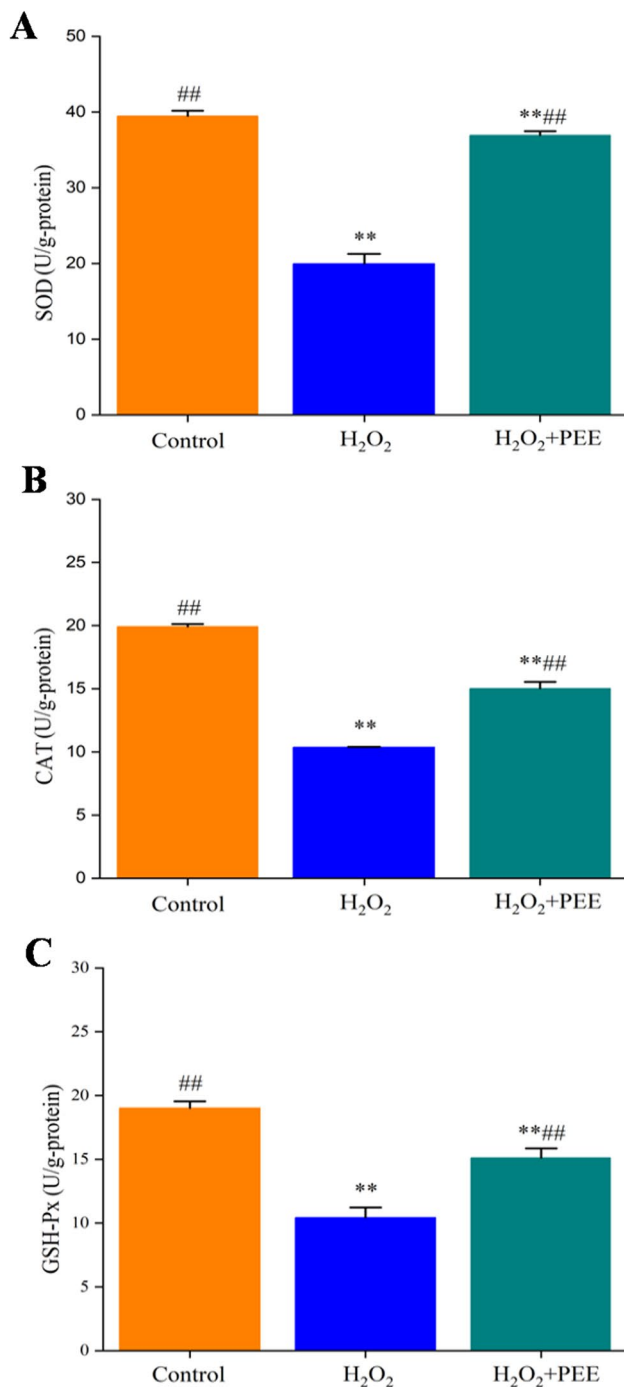 A
SOD (U/g-protein)
50
40
30
20
10
0
##
**
**##
Control
H₂O₂
H₂O₂+PEE
B
CAT (U/g-protein)
30
25
20
15
10
5
0
##
**
**##
Control
H₂O₂
H₂O₂+PEE
C
GSH-Px (U/g-protein)
30
25
20
15
10
5
0
##
**
**##
Control
H₂O₂
H₂O₂+PEE